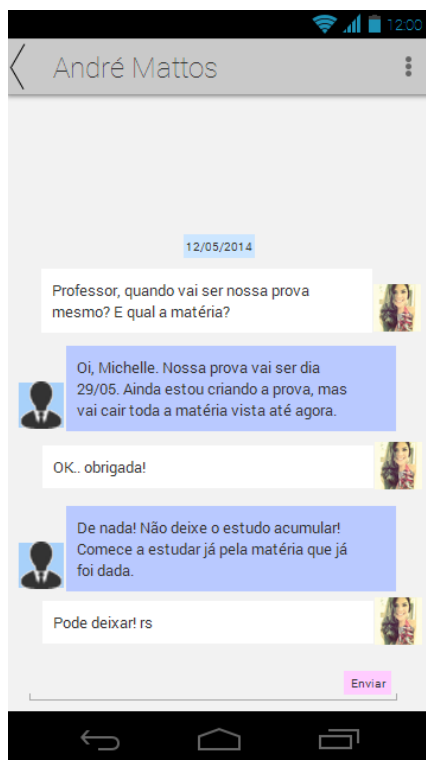 12:00
André Mattos
12/05/2014
Professor, quando vai ser nossa prova
mesmo? E qual a matéria?
Oi, Michelle. Nossa prova vai ser dia
29/05. Ainda estou criando a prova, mas
vai cair toda a matéria vista até agora.
OK.. obrigada!
De nada! Não deixe o estudo acumular!
Comece a estudar já pela matéria que já
foi dada.
Pode deixar! rs
Enviar